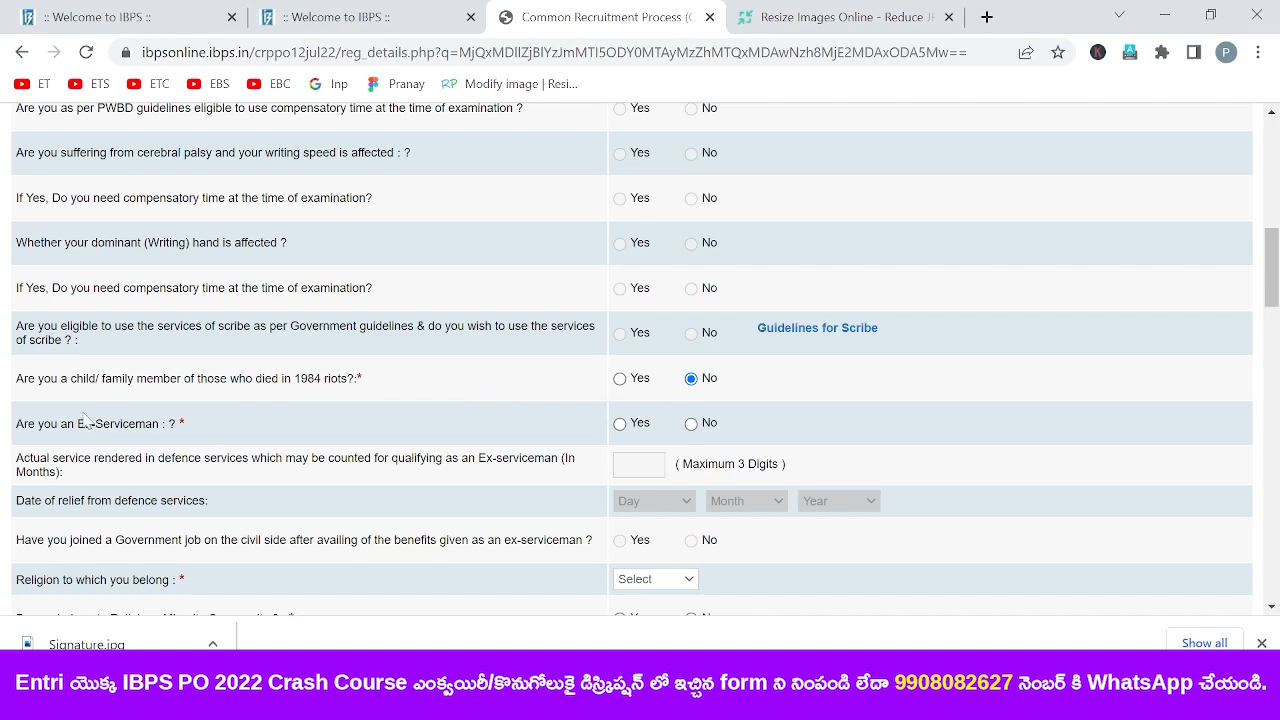 :: Welcome to IBPS ::
:: Welcome to IBPS ::
Common Recruitment Process (C
Resize Images Online - Reduce JP
ibpsonline.ibps.in/crppo12jul22/reg_details.php?q=MjQxMDllZjBlYzJmMTI5ODY0MTAyMzZhMTQxMDAwNzh8MjE2MDAxODA5Mw==
K
A
P
ET
ETS
ETC
EBS
EBC
Inp
Pranay
RP Modify image | Resi...
Are you as per PWBD guidelines eligible to use compensatory time at the time of examination ? Yes No
Are you suffering from cerebral palsy and your writing speed is affected : ? Yes No
If Yes, Do you need compensatory time at the time of examination? Yes No
Whether your dominant (Writing) hand is affected ? Yes No
If Yes, Do you need compensatory time at the time of examination? Yes No
Are you eligible to use the services of scribe as per Government guidelines & do you wish to use the services
of scribe ? : Yes No Guidelines for Scribe
Are you a child/ family member of those who died in 1984 riots?:* Yes No
Are you an Ex-Serviceman : ? * Yes No
Actual service rendered in defence services which may be counted for qualifying as an Ex-serviceman (In
Months): ( Maximum 3 Digits )
Date of relief from defence services: Day Month Year
Have you joined a Government job on the civil side after availing of the benefits given as an ex-serviceman ? Yes No
Religion to which you belong : * Select
Signature.jpg
Show all
Entri యొక్క IBPS PO 2022 Crash Course ఎంక్వయిరీ/కొనుగోలుకై డిస్క్రిప్షన్ లో ఇచ్చిన form ని నింపండి లేదా 9908082627 నెంబర్ కి WhatsApp చేయండి.